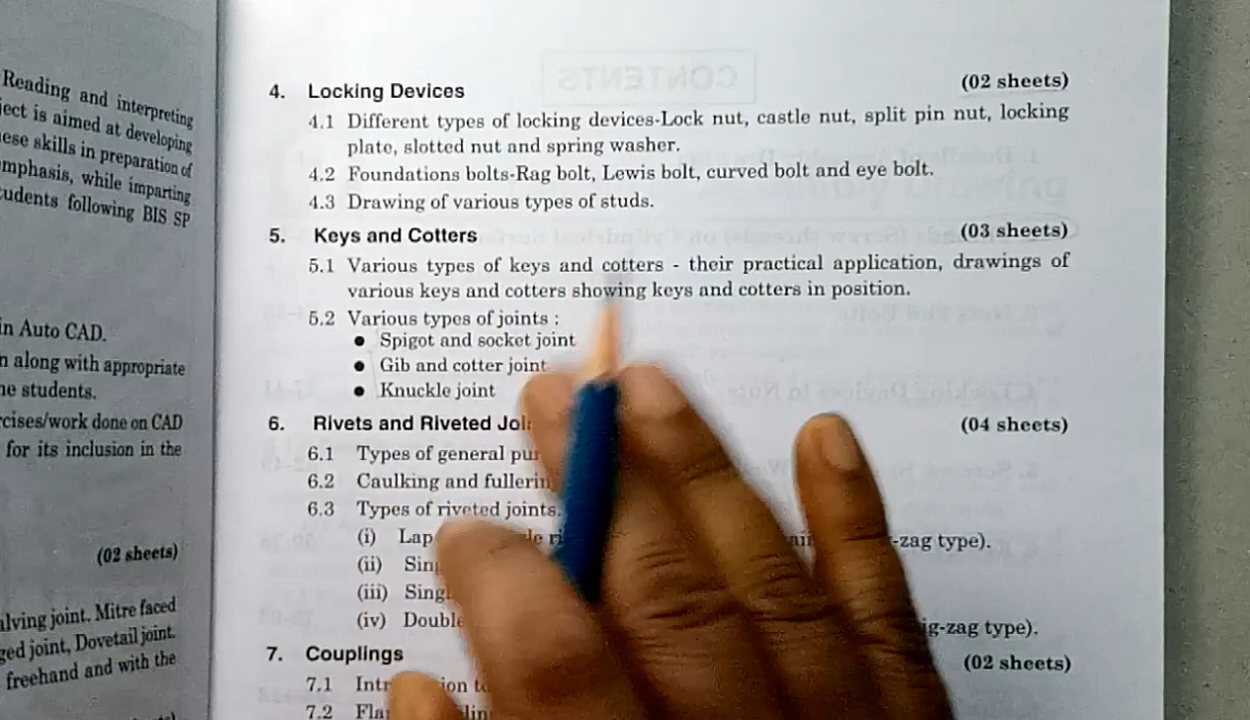 Reading and interpreting
ject is aimed at developing
ese skills in preparation of
mphasis, while imparting
udents following BIS SP
in Auto CAD.
n along with appropriate
he students.
cises/work done on CAD
for its inclusion in the
(02 sheets)
alving joint. Mitre faced
ged joint, Dovetail joint.
freehand and with the
4. Locking Devices (02 sheets)
4.1 Different types of locking devices-Lock nut, castle nut, split pin nut, locking
plate, slotted nut and spring washer.
4.2 Foundations bolts-Rag bolt, Lewis bolt, curved bolt and eye bolt.
4.3 Drawing of various types of studs.
5. Keys and Cotters (03 sheets)
5.1 Various types of keys and cotters - their practical application, drawings of
various keys and cotters showing keys and cotters in position.
5.2 Various types of joints :
● Spigot and socket joint
● Gib and cotter joint
● Knuckle joint
6. Rivets and Riveted (04 sheets)
6.1 Types of general
6.2 Caulking and
6.3 Types of riveted joints.
(i) Lap -zag type).
(ii)
(iii)
(iv) Double zig-zag type).
7. Couplings (02 sheets)
7.1
7.2